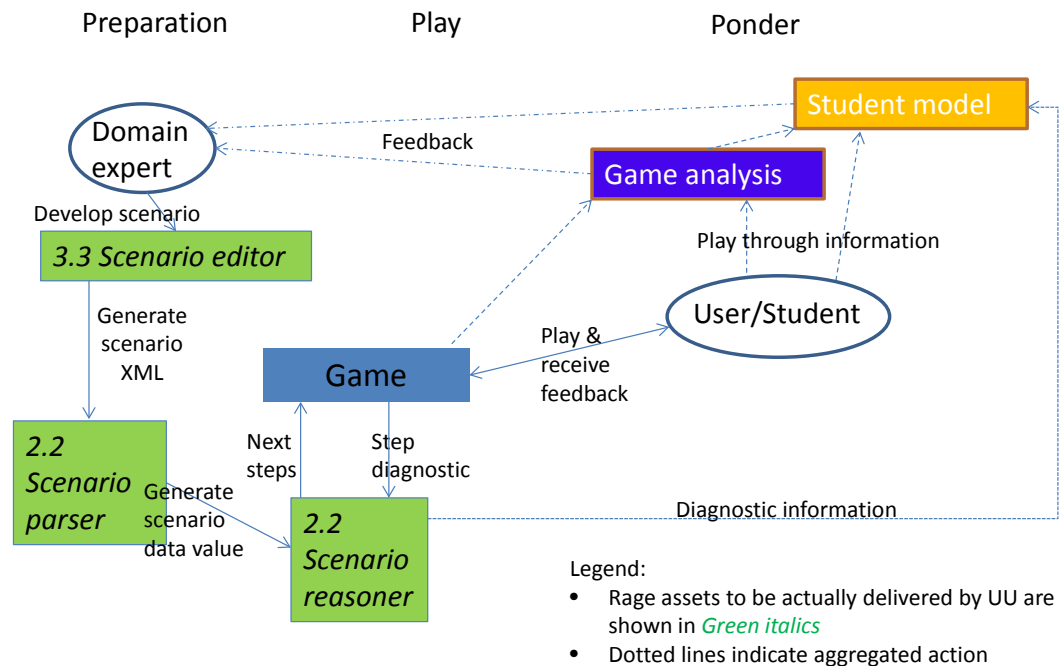 Preparation
Play
Ponder
Student model
Domain
expert
Feedback
Game analysis
Develop scenario
3.3 Scenario editor
Play through information
User/Student
Generate
scenario
XML
Play &
receive
feedback
Game
2.2
Scenario
parser
Next
steps
Step
diagnostic
Generate
scenario
data value
2.2
Scenario
reasoner
Diagnostic information
Legend:
• Rage assets to be actually delivered by UU are
shown in Green italics
• Dotted lines indicate aggregated action